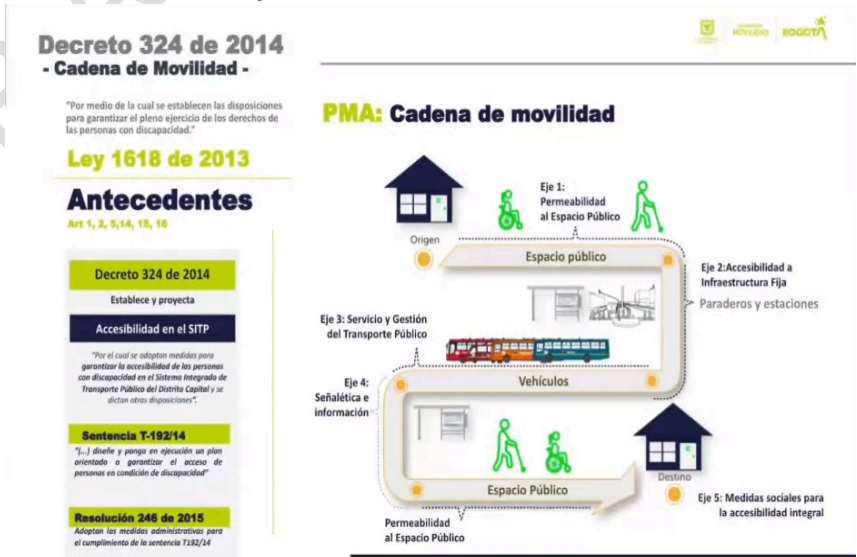 Decreto 324 de 2014
- Cadena de Movilidad -
"Por medio de la cual se establecen las disposiciones
para garantizar el pleno ejercicio de los derechos de
las personas con discapacidad."
Ley 1618 de 2013
Antecedentes
Art 1, 2, 5,14, 15, 16
Decreto 324 de 2014
Establece y proyecta
Accesibilidad en el SITP
"Por el cual se adoptan medidas para
garantizar la accesibilidad de las personas
con discapacidad en el Sistema Integrado de
Transporte Público del Distrito Capital y se
dictan otras disposiciones".
Sentencia T-192/14
"(...) diseñe y ponga en ejecución un plan
orientado a garantizar el acceso de
personas en condición de discapacidad"
Resolución 246 de 2015
Adoptan las medidas administrativas para
el cumplimiento de la sentencia T192/14
MOVILIDAD
BOGOTÁ
PMA: Cadena de movilidad
Eje 1:
Permeabilidad
al Espacio Público
Origen
Espacio público
Eje 2:Accesibilidad a
Infraestructura Fija
Paraderos y estaciones
Eje 3: Servicio y Gestión
del Transporte Público
Vehículos
Eje 4:
Señalética e
información
Espacio Público
Destino
Eje 5: Medidas sociales para
la accesibilidad integral
Permeabilidad
al Espacio Público